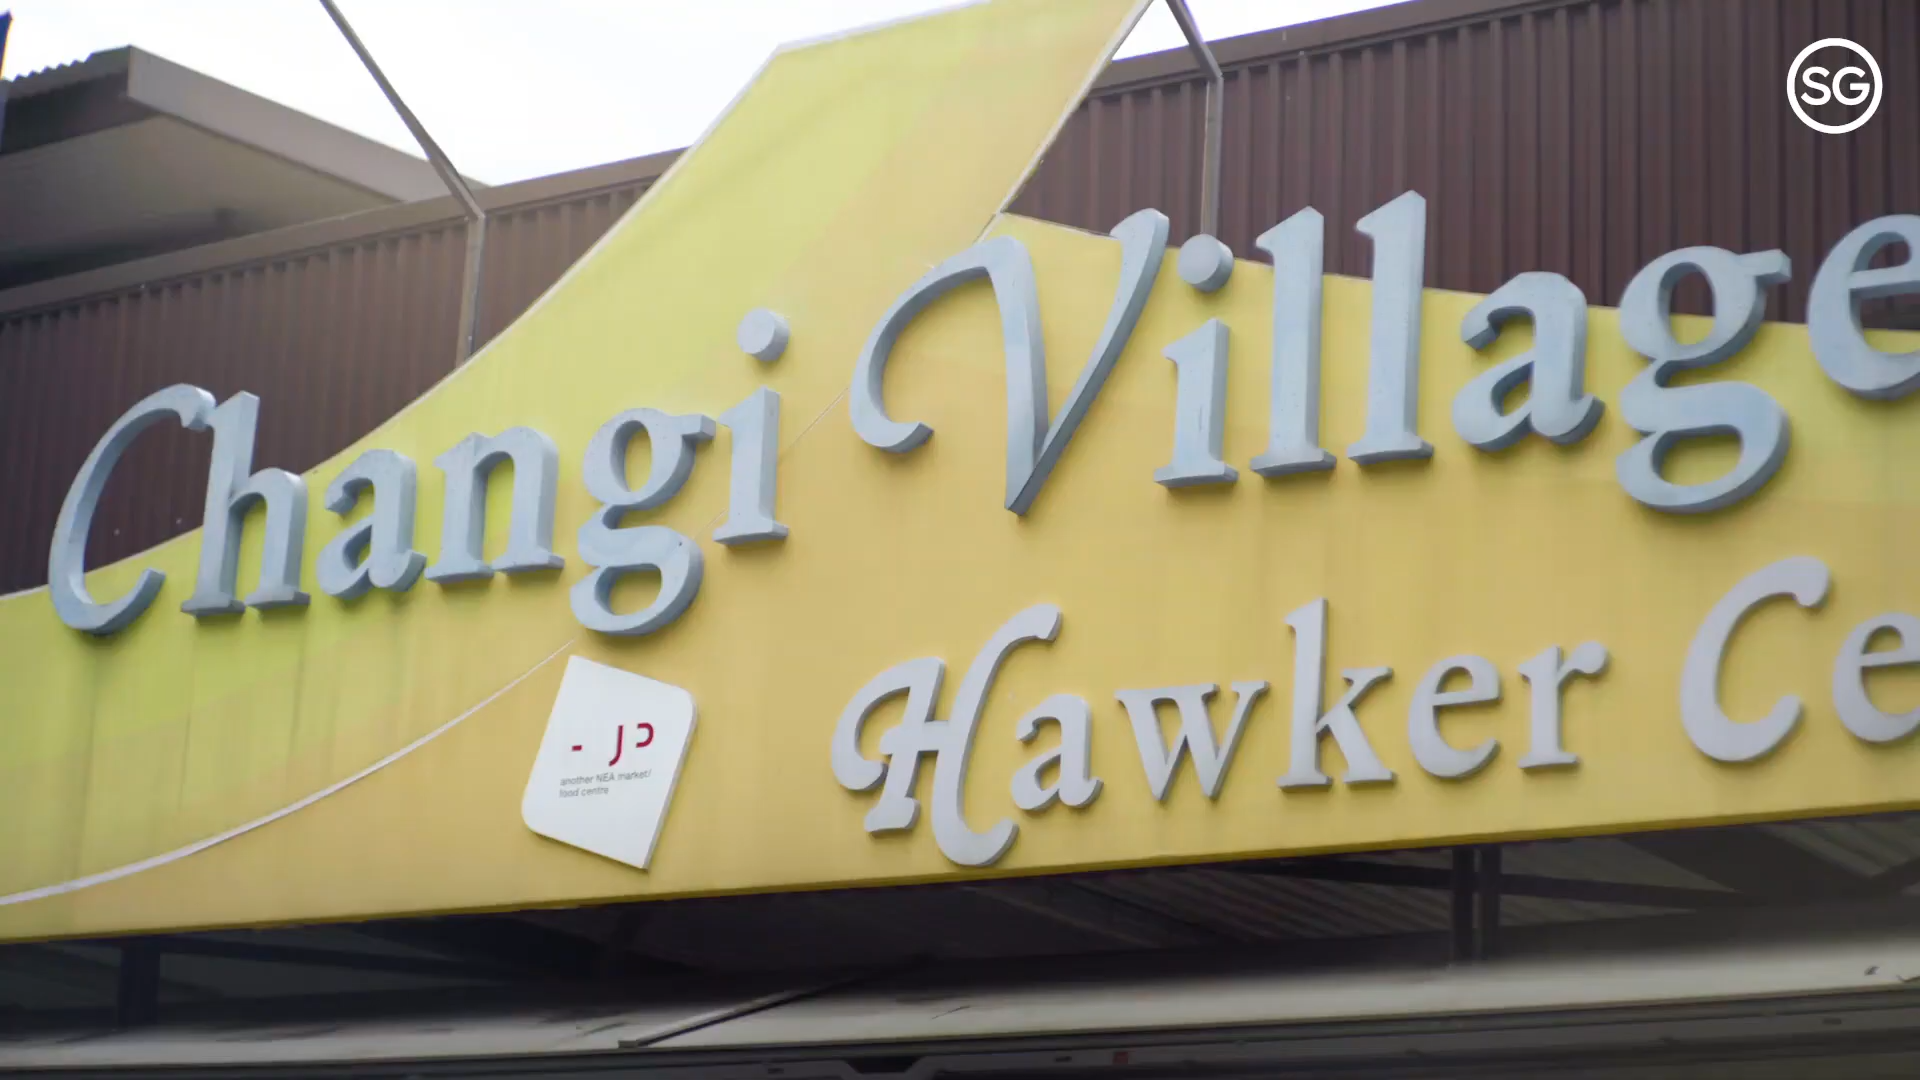 SG
Changi Village
Hawker Ce
another NEA market/
food centre